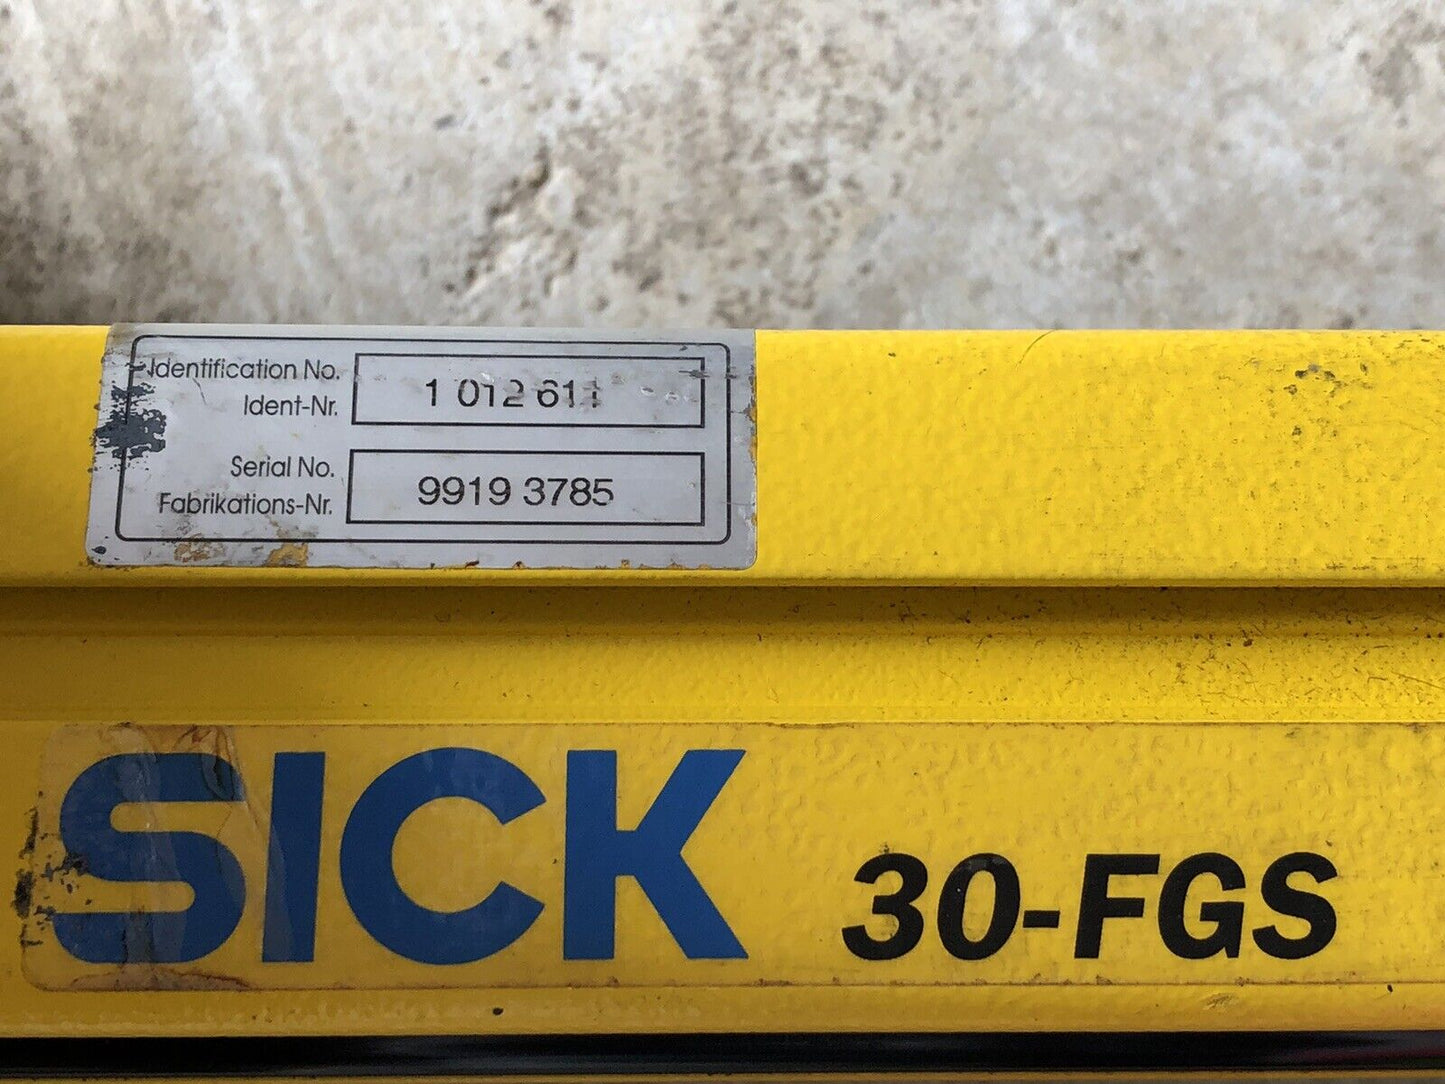 Identification No.
Ident-Nr.
1 012 611
Serial No.
Fabrikations-Nr.
9919 3785
SICK 30-FGS